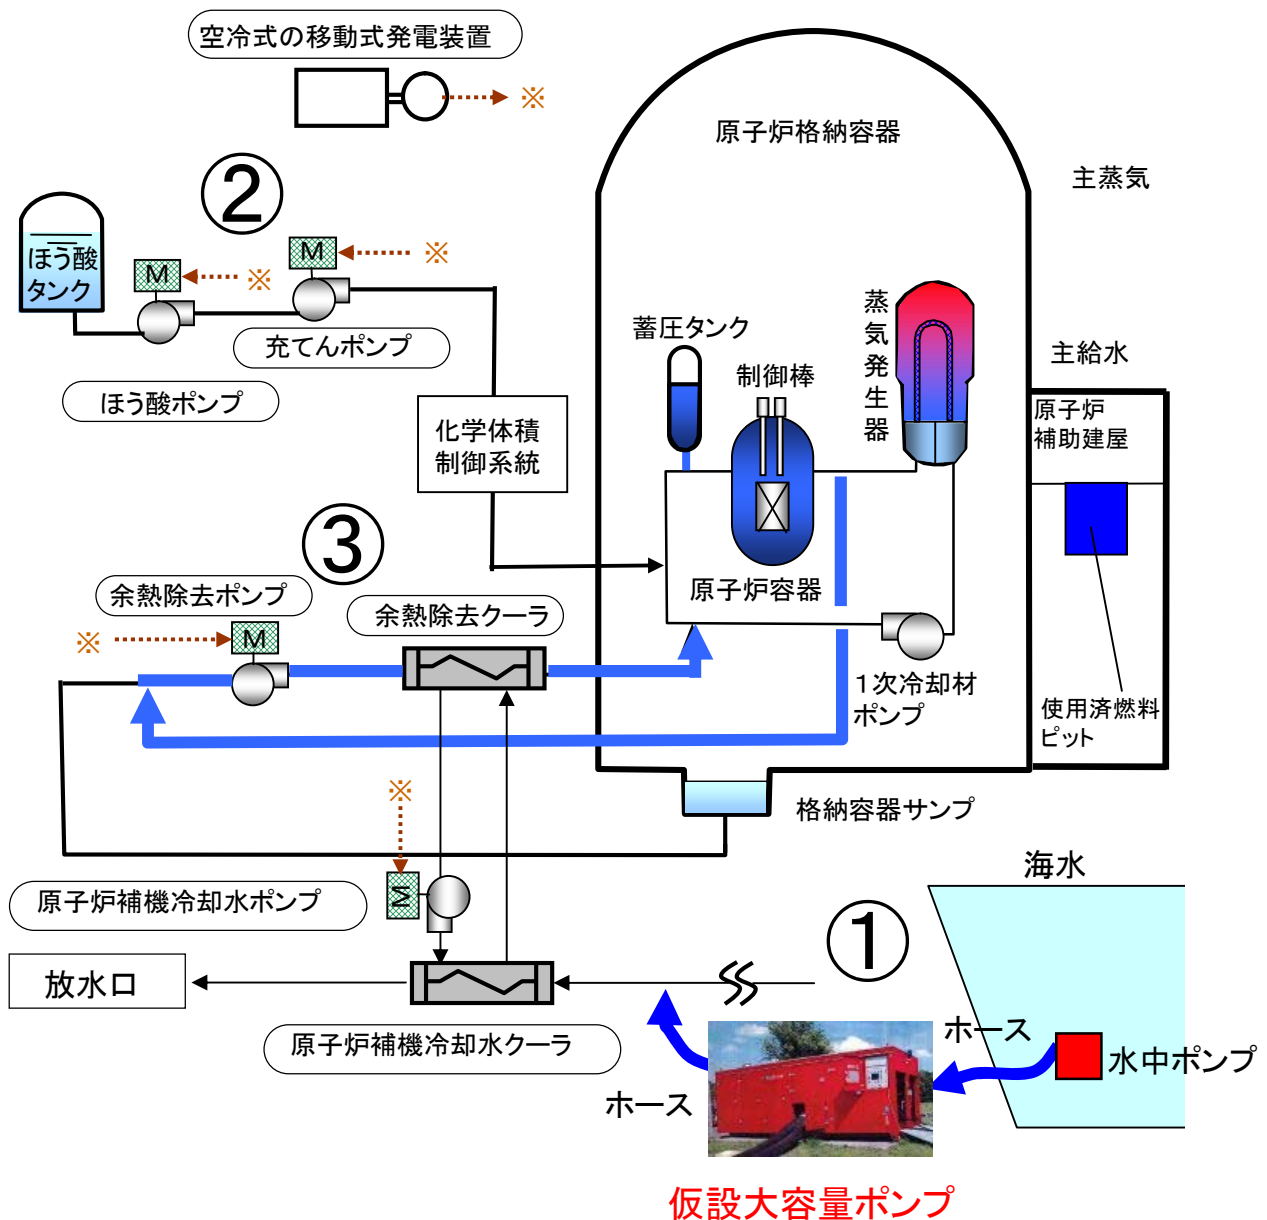 空冷式の移動式発電装置
※
原子炉格納容器
主蒸気
②
ほう酸
タンク
M
※
M
※
充てんポンプ
ほう酸ポンプ
化学体積
制御系統
蓄圧タンク
制御棒
蒸気発生器
主給水
原子炉
補助建屋
原子炉容器
③
余熱除去ポンプ
※
M
余熱除去クーラ
1次冷却材
ポンプ
使用済燃料
ピット
※
M
格納容器サンプ
原子炉補機冷却水ポンプ
海水
①
放水口
原子炉補機冷却水クーラ
ホース
ホース
水中ポンプ
仮設大容量ポンプ